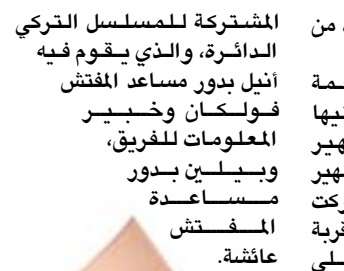 المشتركة للمسلسل التركي
الدائرة، والذي يقوم فيه
أنيل بدور مساعد المفتش
فولكان وخبير
المعلومات للفريق،
وبيلين بدور
مساعدة
المفتش
عائشة.
من